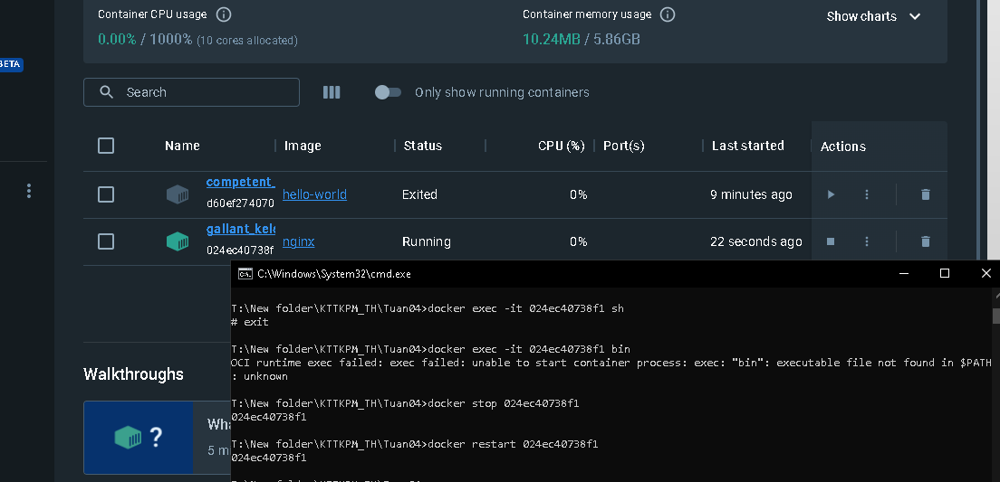 Container CPU usage
0.00% / 1000% (10 cores allocated)
Container memory usage
10.24MB / 5.86GB
Show charts
BETA
Search
Only show running containers
Name Image Status CPU (%) Port(s) Last started Actions
competent_
d60ef274070
hello-world Exited 0% 9 minutes ago
gallant_kele
024ec40738f
nginx Running 0% 22 seconds ago
C:\Windows\System32\cmd.exe
T:\New folder\KTTKPM_TH\Tuan04>docker exec -it 024ec40738f1 sh
# exit
T:\New folder\KTTKPM_TH\Tuan04>docker exec -it 024ec40738f1 bin
OCI runtime exec failed: exec failed: unable to start container process: exec: "bin": executable file not found in $PATH
: unknown
T:\New folder\KTTKPM_TH\Tuan04>docker stop 024ec40738f1
024ec40738f1
T:\New folder\KTTKPM_TH\Tuan04>docker restart 024ec40738f1
024ec40738f1
Walkthroughs
?
Wha
5 m